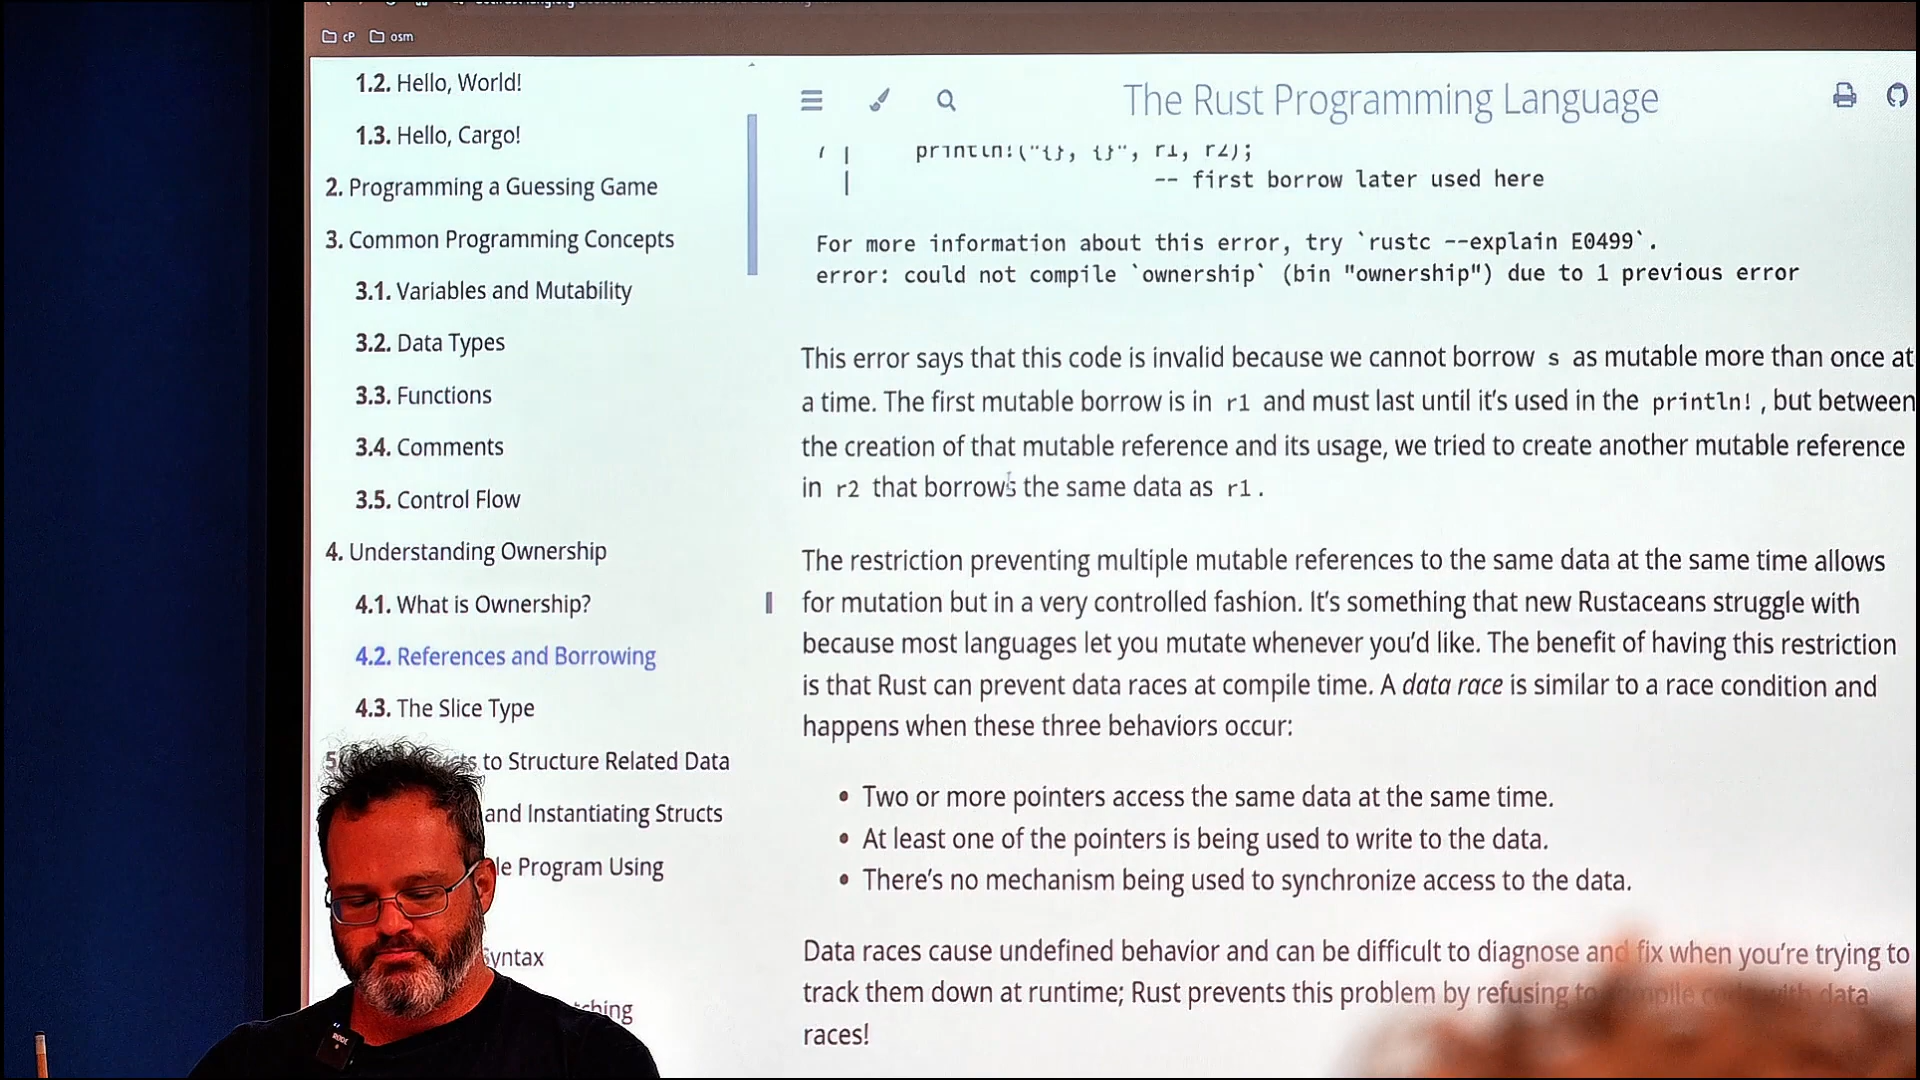 cP osm
1.2. Hello, World!
1.3. Hello, Cargo!
2. Programming a Guessing Game
3. Common Programming Concepts
3.1. Variables and Mutability
3.2. Data Types
3.3. Functions
3.4. Comments
3.5. Control Flow
4. Understanding Ownership
4.1. What is Ownership?
4.2. References and Borrowing
4.3. The Slice Type
5. to Structure Related Data
and Instantiating Structs
Program Using
Syntax
The Rust Programming Language
println!("{}, {}", r1, r2);
-- first borrow later used here
For more information about this error, try `rustc --explain E0499`.
error: could not compile `ownership` (bin "ownership") due to 1 previous error
This error says that this code is invalid because we cannot borrow s as mutable more than once at
a time. The first mutable borrow is in r1 and must last until it's used in the println! , but between
the creation of that mutable reference and its usage, we tried to create another mutable reference
in r2 that borrows the same data as r1 .
The restriction preventing multiple mutable references to the same data at the same time allows
for mutation but in a very controlled fashion. It's something that new Rustaceans struggle with
because most languages let you mutate whenever you'd like. The benefit of having this restriction
is that Rust can prevent data races at compile time. A data race is similar to a race condition and
happens when these three behaviors occur:
• Two or more pointers access the same data at the same time.
• At least one of the pointers is being used to write to the data.
• There's no mechanism being used to synchronize access to the data.
Data races cause undefined behavior and can be difficult to diagnose and fix when you're trying to
track them down at runtime; Rust prevents this problem by refusing to compile code with data
races!
RODE